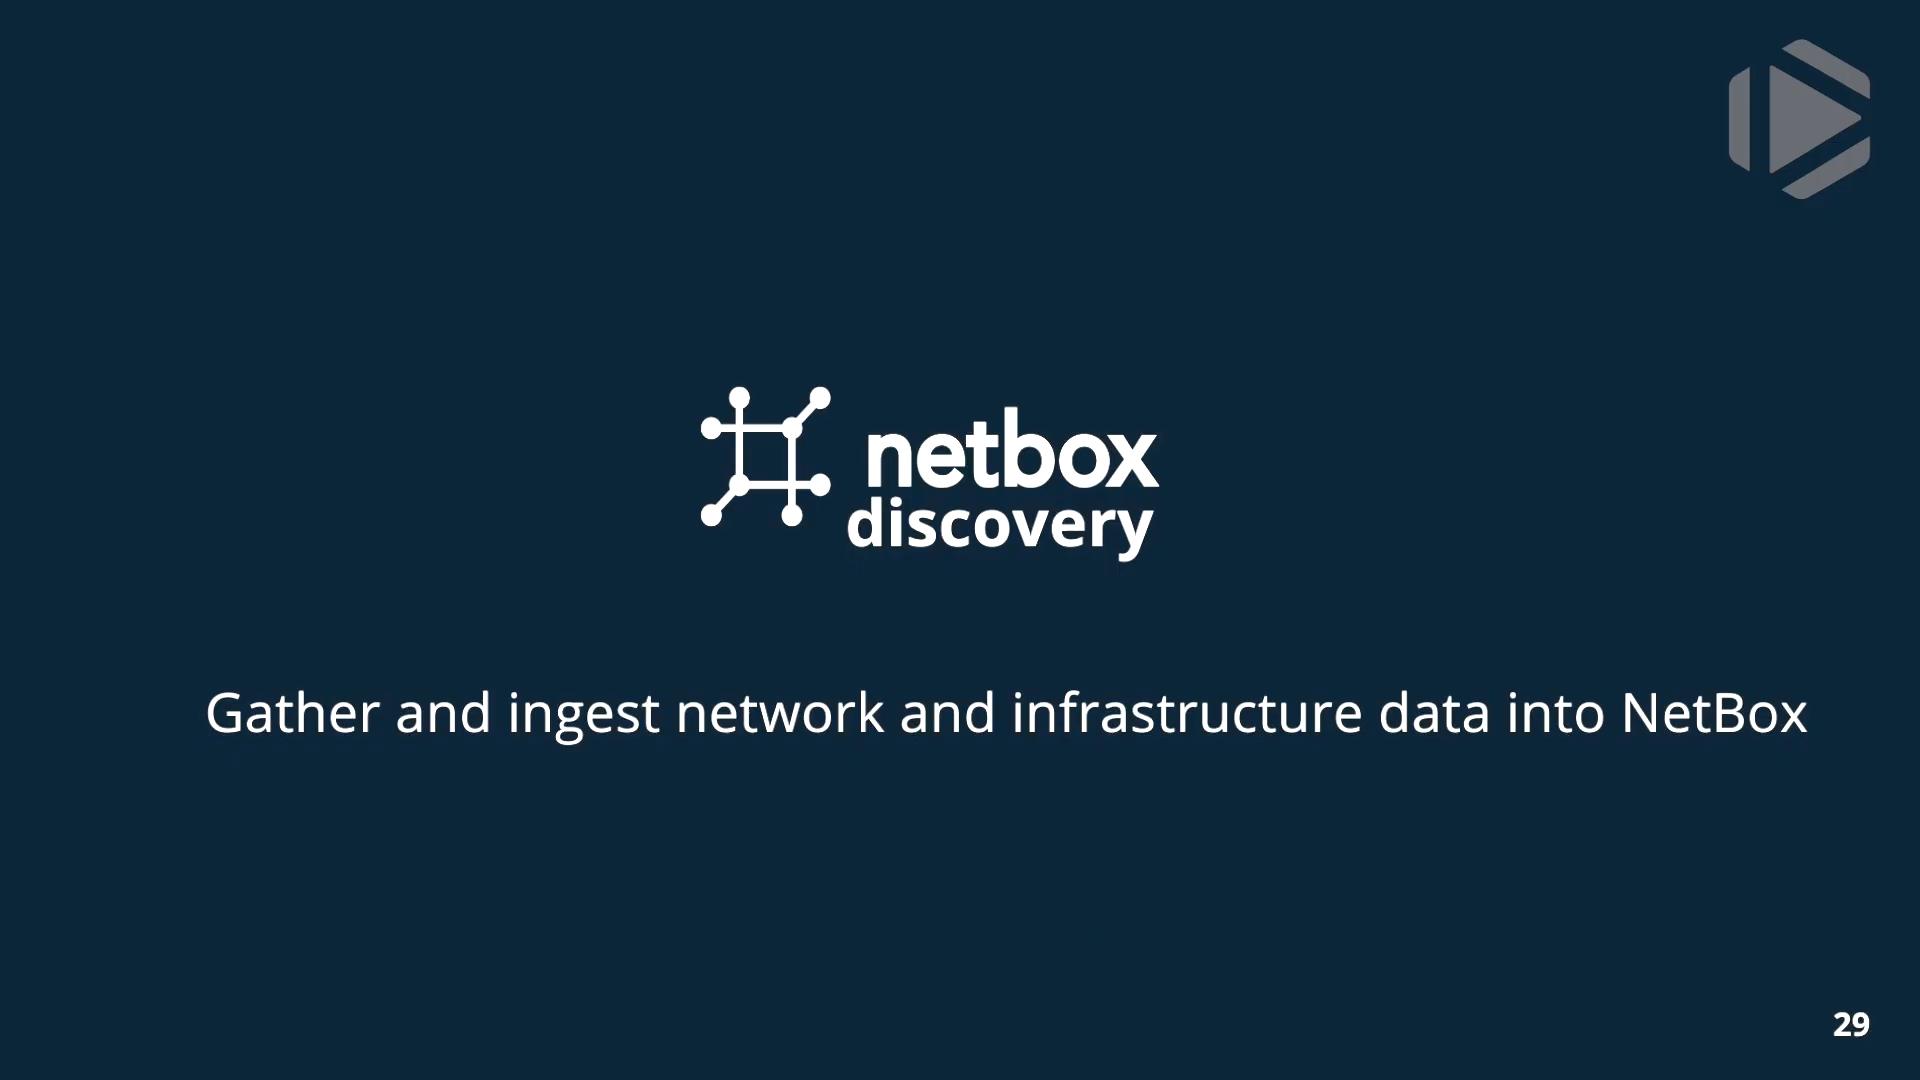 netbox
discovery
Gather and ingest network and infrastructure data into NetBox
29